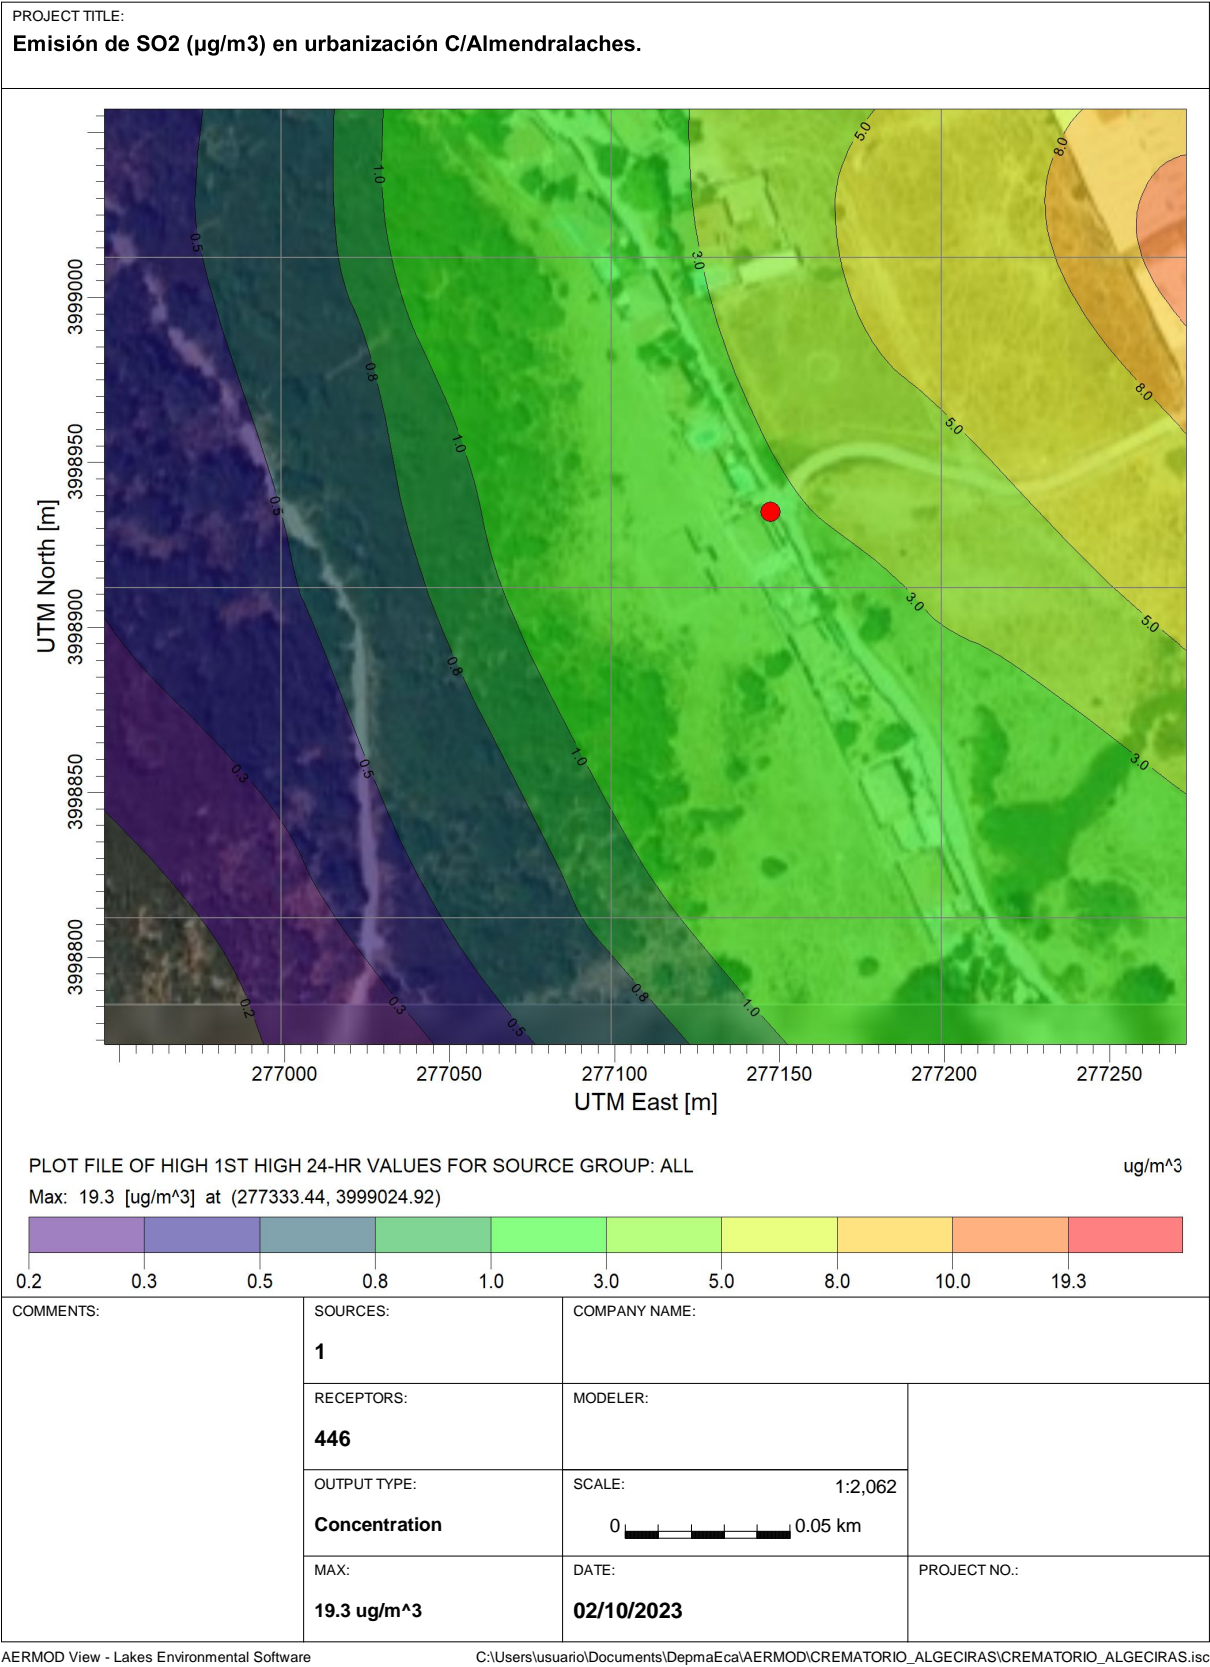 PROJECT TITLE:
Emisión de SO2 (µg/m3) en urbanización C/Almendralaches.
5.0
8.0
1.0
0.5
3.0
3999000
0.8
8.0
5.0
1.0
3998950
0.5
UTM North [m]
3.0
5.0
3998900
0.8
1.0
3.0
0.3
0.5
3998850
3998800
0.8
0.2
0.3
1.0
0.5
277000 277050 277100 277150 277200 277250
UTM East [m]
PLOT FILE OF HIGH 1ST HIGH 24-HR VALUES FOR SOURCE GROUP: ALL ug/m^3
Max: 19.3 [ug/m^3] at (277333.44, 3999024.92)
0.2 0.3 0.5 0.8 1.0 3.0 5.0 8.0 10.0 19.3
COMMENTS: SOURCES: COMPANY NAME:
1
RECEPTORS: MODELER:
446
OUTPUT TYPE: SCALE: 1:2,062
Concentration 0 0.05 km
MAX: DATE: PROJECT NO.:
19.3 ug/m^3 02/10/2023
AERMOD View - Lakes Environmental Software C:\Users\usuario\Documents\DepmaEca\AERMOD\CREMATORIO_ALGECIRAS\CREMATORIO_ALGECIRAS.isc